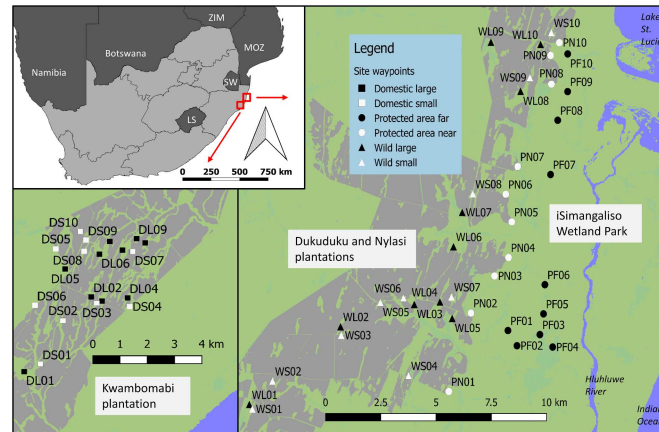 ZIM
Botswana
MOZ
Namibia
SW
LS
0 250 500 750 km
Legend
Site waypoints
Domestic large
Domestic small
Protected area far
Protected area near
Wild large
Wild small
Lake
St.
Lucia
WS10
WL09
WL10
PN10
PN09
PF10
WS09
PN08
PF09
WL08
PF08
PN07
PF07
WS08
PN06
WL07
PN05
iSimangaliso
Wetland Park
Dukuduku and Nylasi
plantations
WL06
PN04
PN03
PF06
WS06
WL04
WS07
WS05
WL03
PN02
PF05
WL02
WL05
PF01
PF03
WS03
PF02
PF04
WS04
WS02
PN01
Hluhluwe
River
WL01
WS01
0 2.5 5 7.5 10 km
Indian
Ocean
DS10
DS09
DL09
DS05
DS08
DL06
DS07
DL05
DL02
DL04
DS06
DS03
DS04
DS02
DS01
0 1 2 3 4 km
DL01
Kwambomabi
plantation